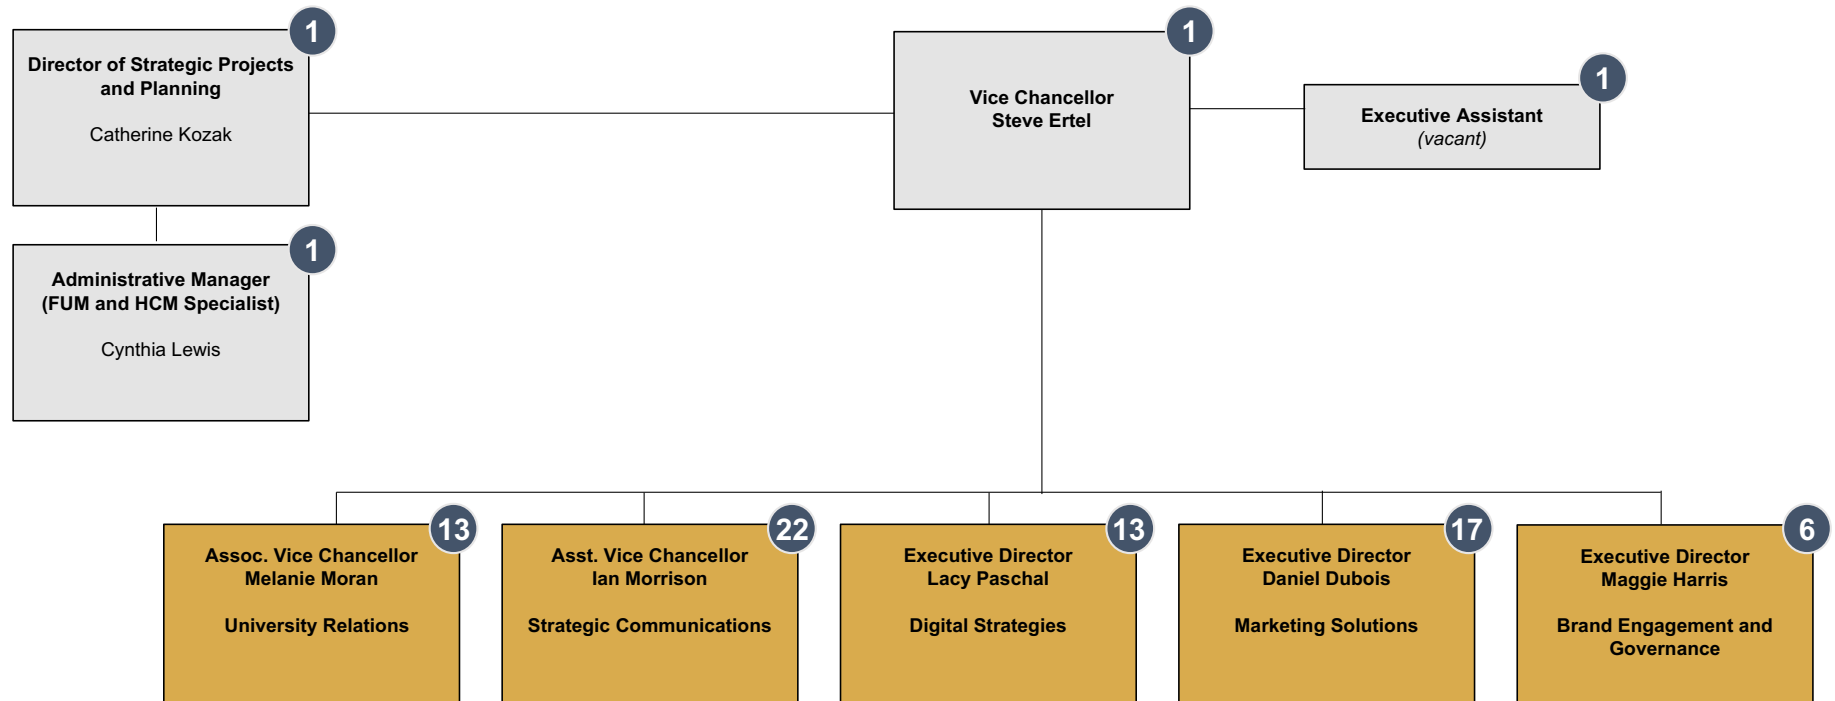 1
Director of Strategic Projects
and Planning
Catherine Kozak
1
Vice Chancellor
Steve Ertel
1
Executive Assistant
(vacant)
1
Administrative Manager
(FUM and HCM Specialist)
Cynthia Lewis
13
Assoc. Vice Chancellor
Melanie Moran
University Relations
22
Asst. Vice Chancellor
Ian Morrison
Strategic Communications
13
Executive Director
Lacy Paschal
Digital Strategies
17
Executive Director
Daniel Dubois
Marketing Solutions
6
Executive Director
Maggie Harris
Brand Engagement and
Governance